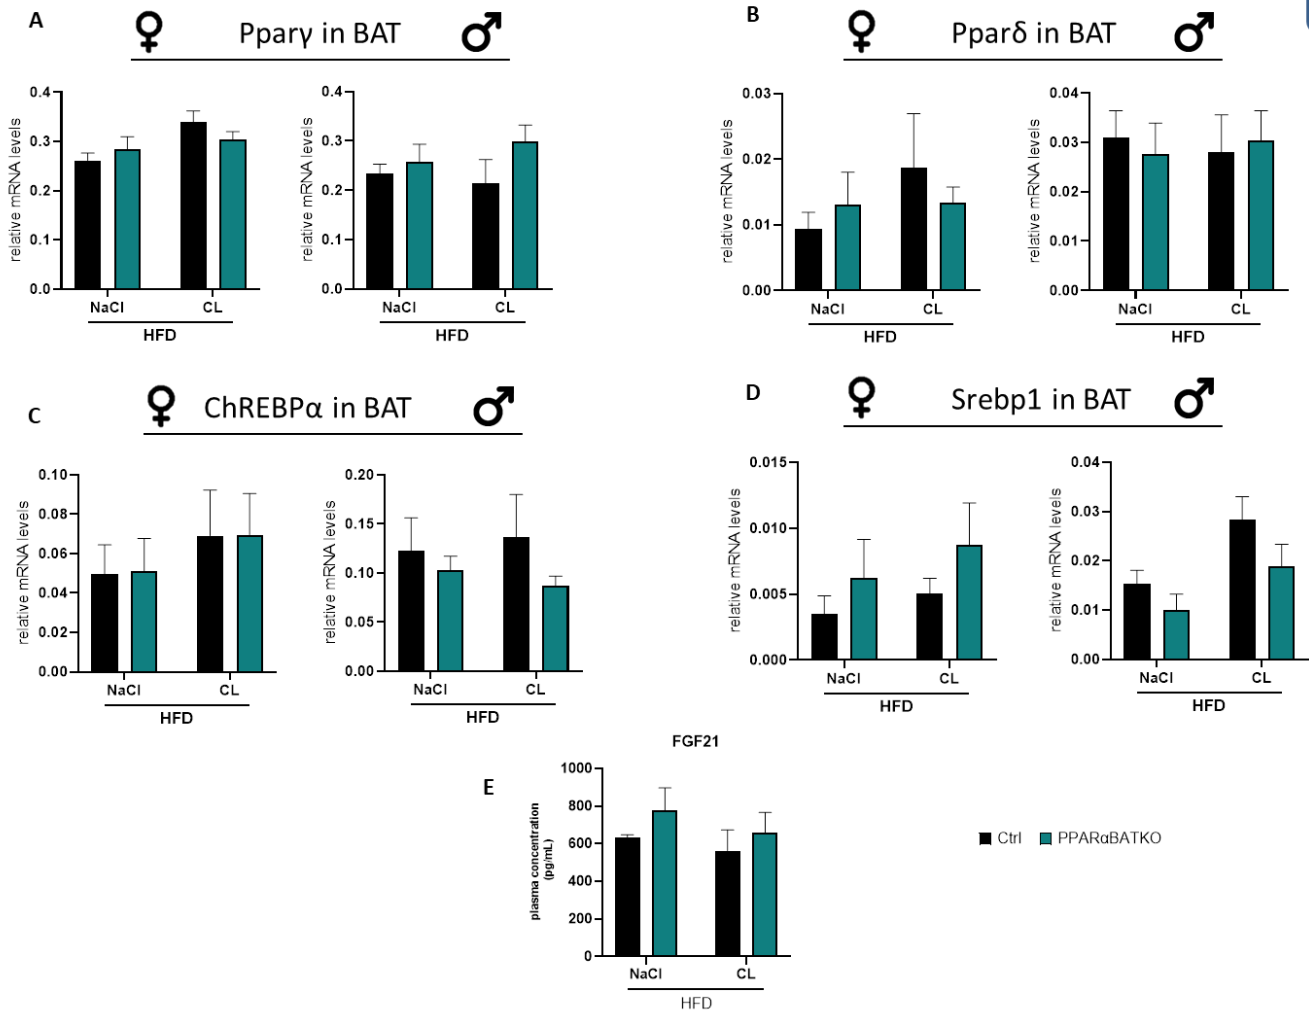 A
Pparγ in BAT
relative mRNA levels
0.4
0.3
0.2
0.1
0.0
NaCl CL
HFD
relative mRNA levels
0.4
0.3
0.2
0.1
0.0
NaCl CL
HFD
B
Pparδ in BAT
relative mRNA levels
0.03
0.02
0.01
0.00
NaCl CL
HFD
relative mRNA levels
0.04
0.03
0.02
0.01
0.00
NaCl CL
HFD
C
ChREBPα in BAT
relative mRNA levels
0.10
0.08
0.06
0.04
0.02
0.00
NaCl CL
HFD
relative mRNA levels
0.20
0.15
0.10
0.05
0.00
NaCl CL
HFD
D
Srebp1 in BAT
relative mRNA levels
0.015
0.010
0.005
0.000
NaCl CL
HFD
relative mRNA levels
0.04
0.03
0.02
0.01
0.00
NaCl CL
HFD
E
FGF21
plasma concentration
(pg/mL)
1000
800
600
400
200
0
NaCl CL
HFD
Ctrl PPARαBATKO